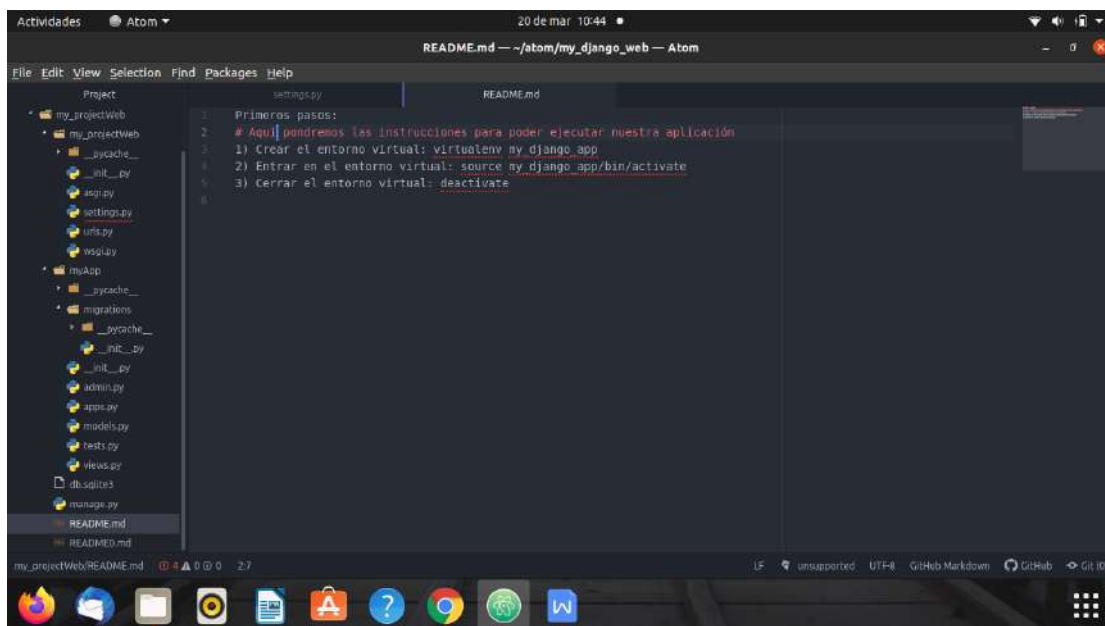 Actividades Atom 20 de mar 10:44
README.md — ~/atom/my_django_web — Atom
File Edit View Selection Find Packages Help
Project settings.py README.md
my_projectWeb
my_projectWeb
__pycache__
__init__.py
asgi.py
settings.py
urls.py
wsgi.py
myApp
__pycache__
migrations
__pycache__
__init__.py
__init__.py
admin.py
apps.py
models.py
tests.py
views.py
db.sqlite3
manage.py
README.md
README0.md
1 Primeros pasos:
2 # Aquí pondremos las instrucciones para poder ejecutar nuestra aplicación
3 1) Crear el entorno virtual: virtualenv my_django_app
4 2) Entrar en el entorno virtual: source my_django_app/bin/activate
5 3) Cerrar el entorno virtual: deactivate
6
my_projectWeb/README.md 4 0 0 2:7 LF unsupported UTF-8 GitHub Markdown GitHub Git (0)